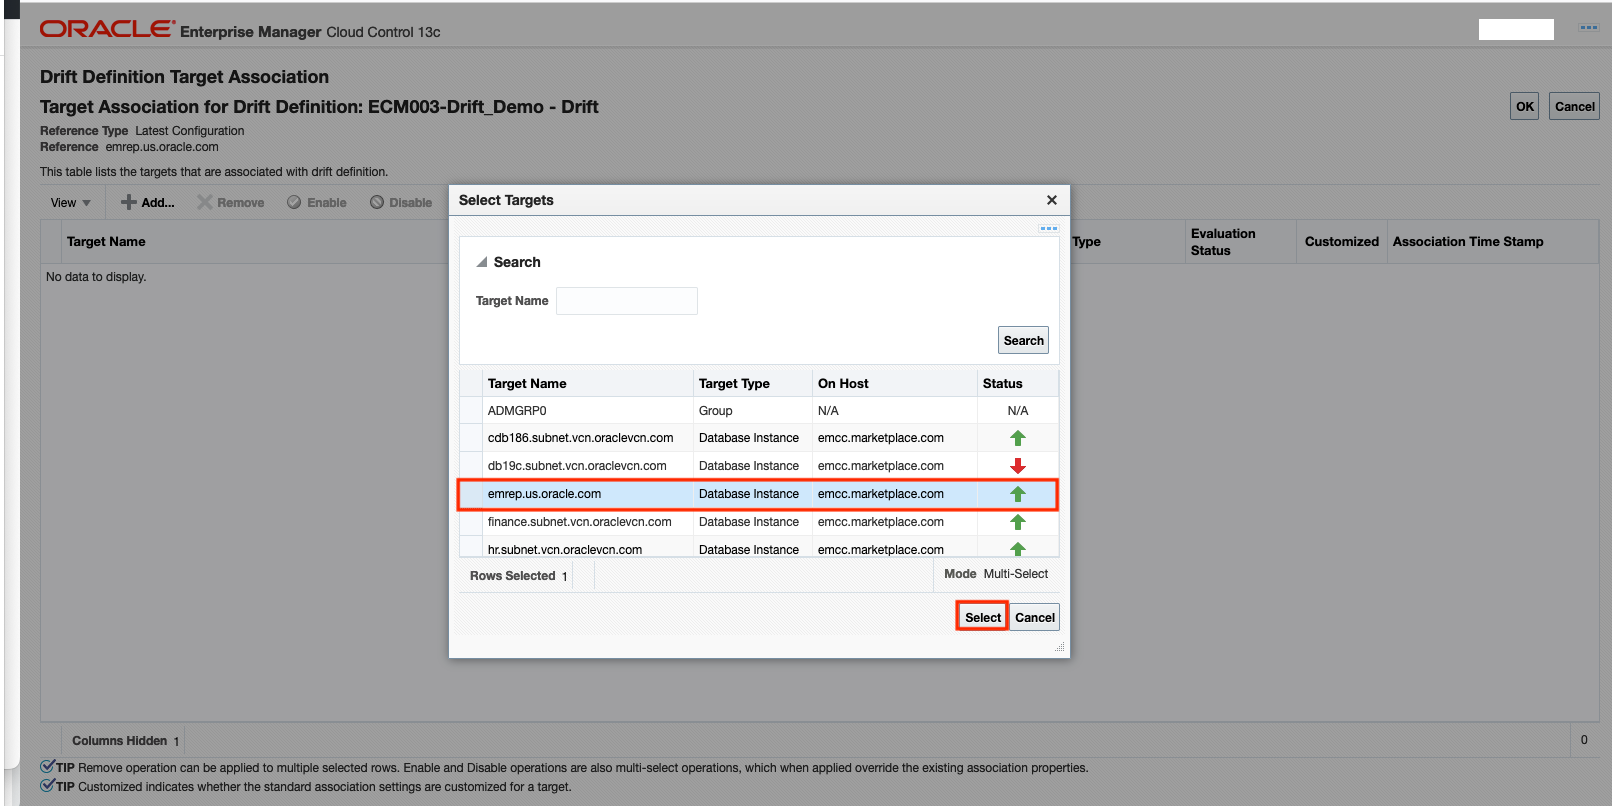 ORACLE Enterprise Manager Cloud Control 13c
Drift Definition Target Association
Target Association for Drift Definition: ECM003-Drift_Demo - Drift
OK Cancel
Reference Type Latest Configuration
Reference emrep.us.oracle.com
This table lists the targets that are associated with drift definition.
View Add... Remove Enable Disable
Target Name Type Evaluation Status Customized Association Time Stamp
No data to display.
Select Targets
Search
Target Name
Search
Target Name Target Type On Host Status
ADMGRP0 Group N/A N/A
cdb186.subnet.vcn.oraclevcn.com Database Instance emcc.marketplace.com
db19c.subnet.vcn.oraclevcn.com Database Instance emcc.marketplace.com
emrep.us.oracle.com Database Instance emcc.marketplace.com
finance.subnet.vcn.oraclevcn.com Database Instance emcc.marketplace.com
hr.subnet.vcn.oraclevcn.com Database Instance emcc.marketplace.com
Rows Selected 1 Mode Multi-Select
Select Cancel
Columns Hidden 1 0
TIP Remove operation can be applied to multiple selected rows. Enable and Disable operations are also multi-select operations, which when applied override the existing association properties.
TIP Customized indicates whether the standard association settings are customized for a target.